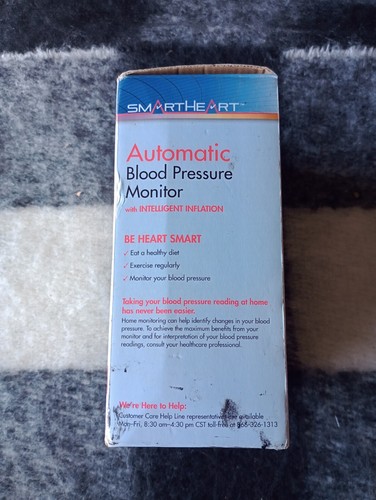 SMARTHEART™
Automatic
Blood Pressure
Monitor
with INTELLIGENT INFLATION
BE HEART SMART
✓ Eat a healthy diet
✓ Exercise regularly
✓ Monitor your blood pressure
Taking your blood pressure reading at home
has never been easier.
Home monitoring can help identify changes in your blood
pressure. To achieve the maximum benefits from your
monitor and for interpretation of your blood pressure
readings, consult your healthcare professional.
We're Here to Help:
Customer Care Help Line representatives are available
Mon-Fri, 8:30 am-4:30 pm CST toll-free at 866-326-1313